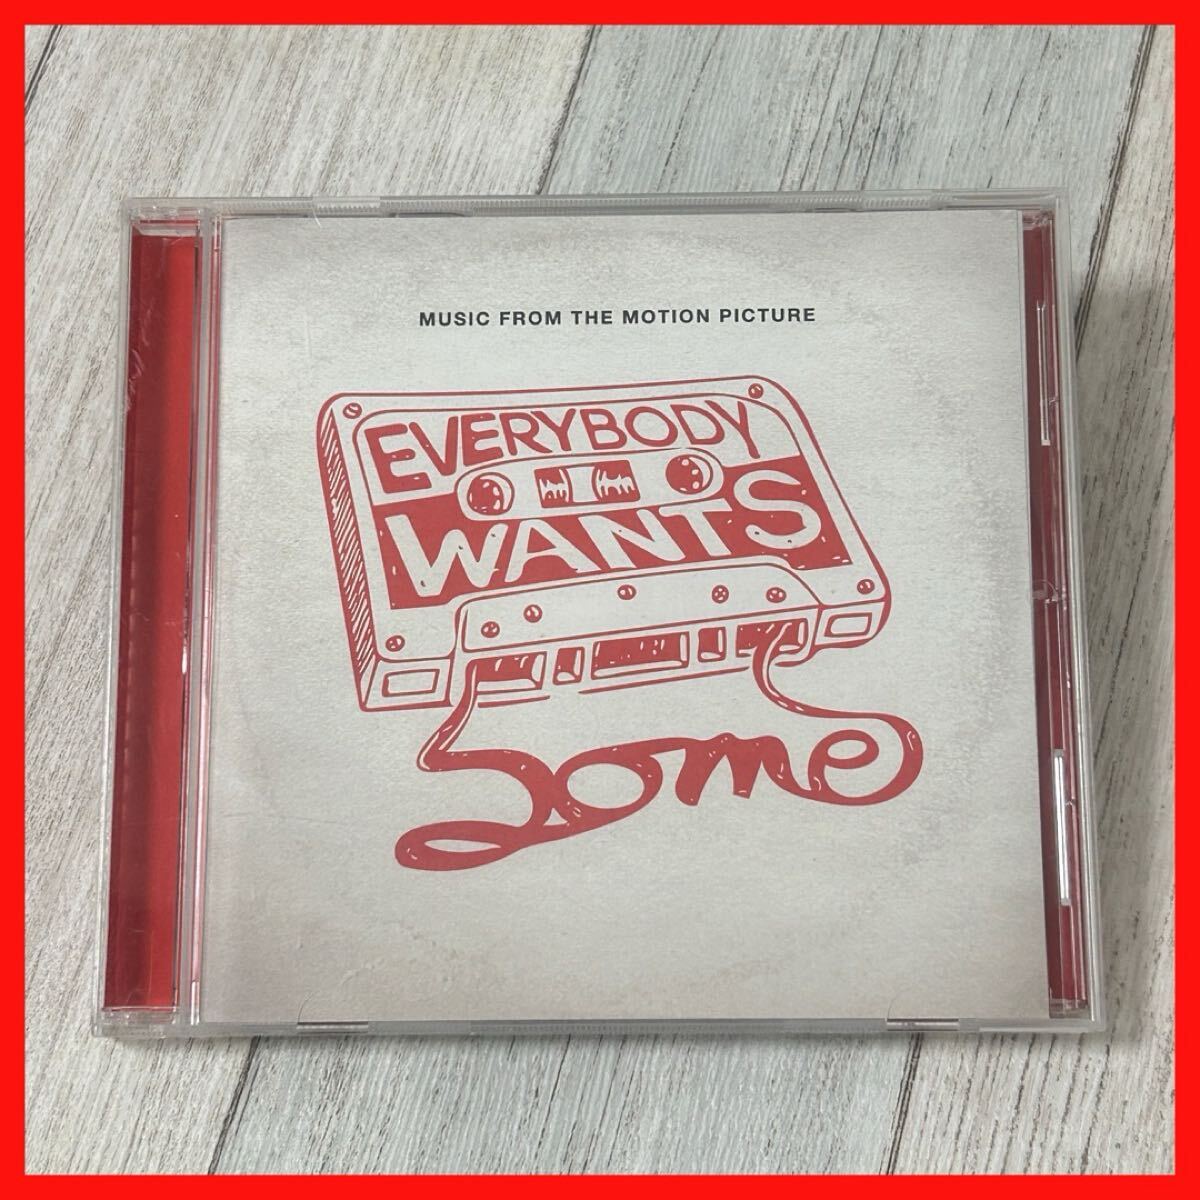 MUSIC FROM THE MOTION PICTURE
EVERYBODY
WANTS
Some